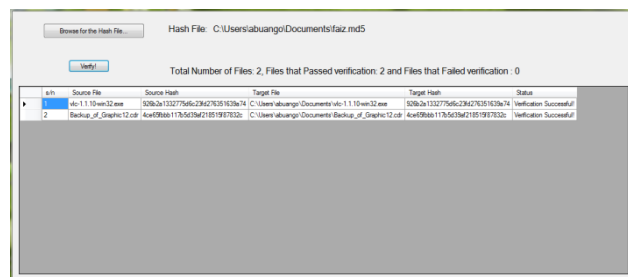 Browse for the Hash File... Hash File: C:\Users\abuango\Documents\faiz.md5
Verify! Total Number of Files: 2, Files that Passed verification: 2 and Files that Failed verification : 0
s/n Source File Source Hash Target File Target Hash Status
1 vlc-1.1.10-win32.exe 926b2a1332775d6c23fd276351639a74 C:\Users\abuango\Documents\vlc-1.1.10-win32.exe 926b2a1332775d6c23fd276351639a74 Verification Successful!
2 Backup_of_Graphic12.cdr 4ce65fbbb117b5d39af218515f87832c C:\Users\abuango\Documents\Backup_of_Graphic12.cdr 4ce65fbbb117b5d39af218515f87832c Verification Successful!